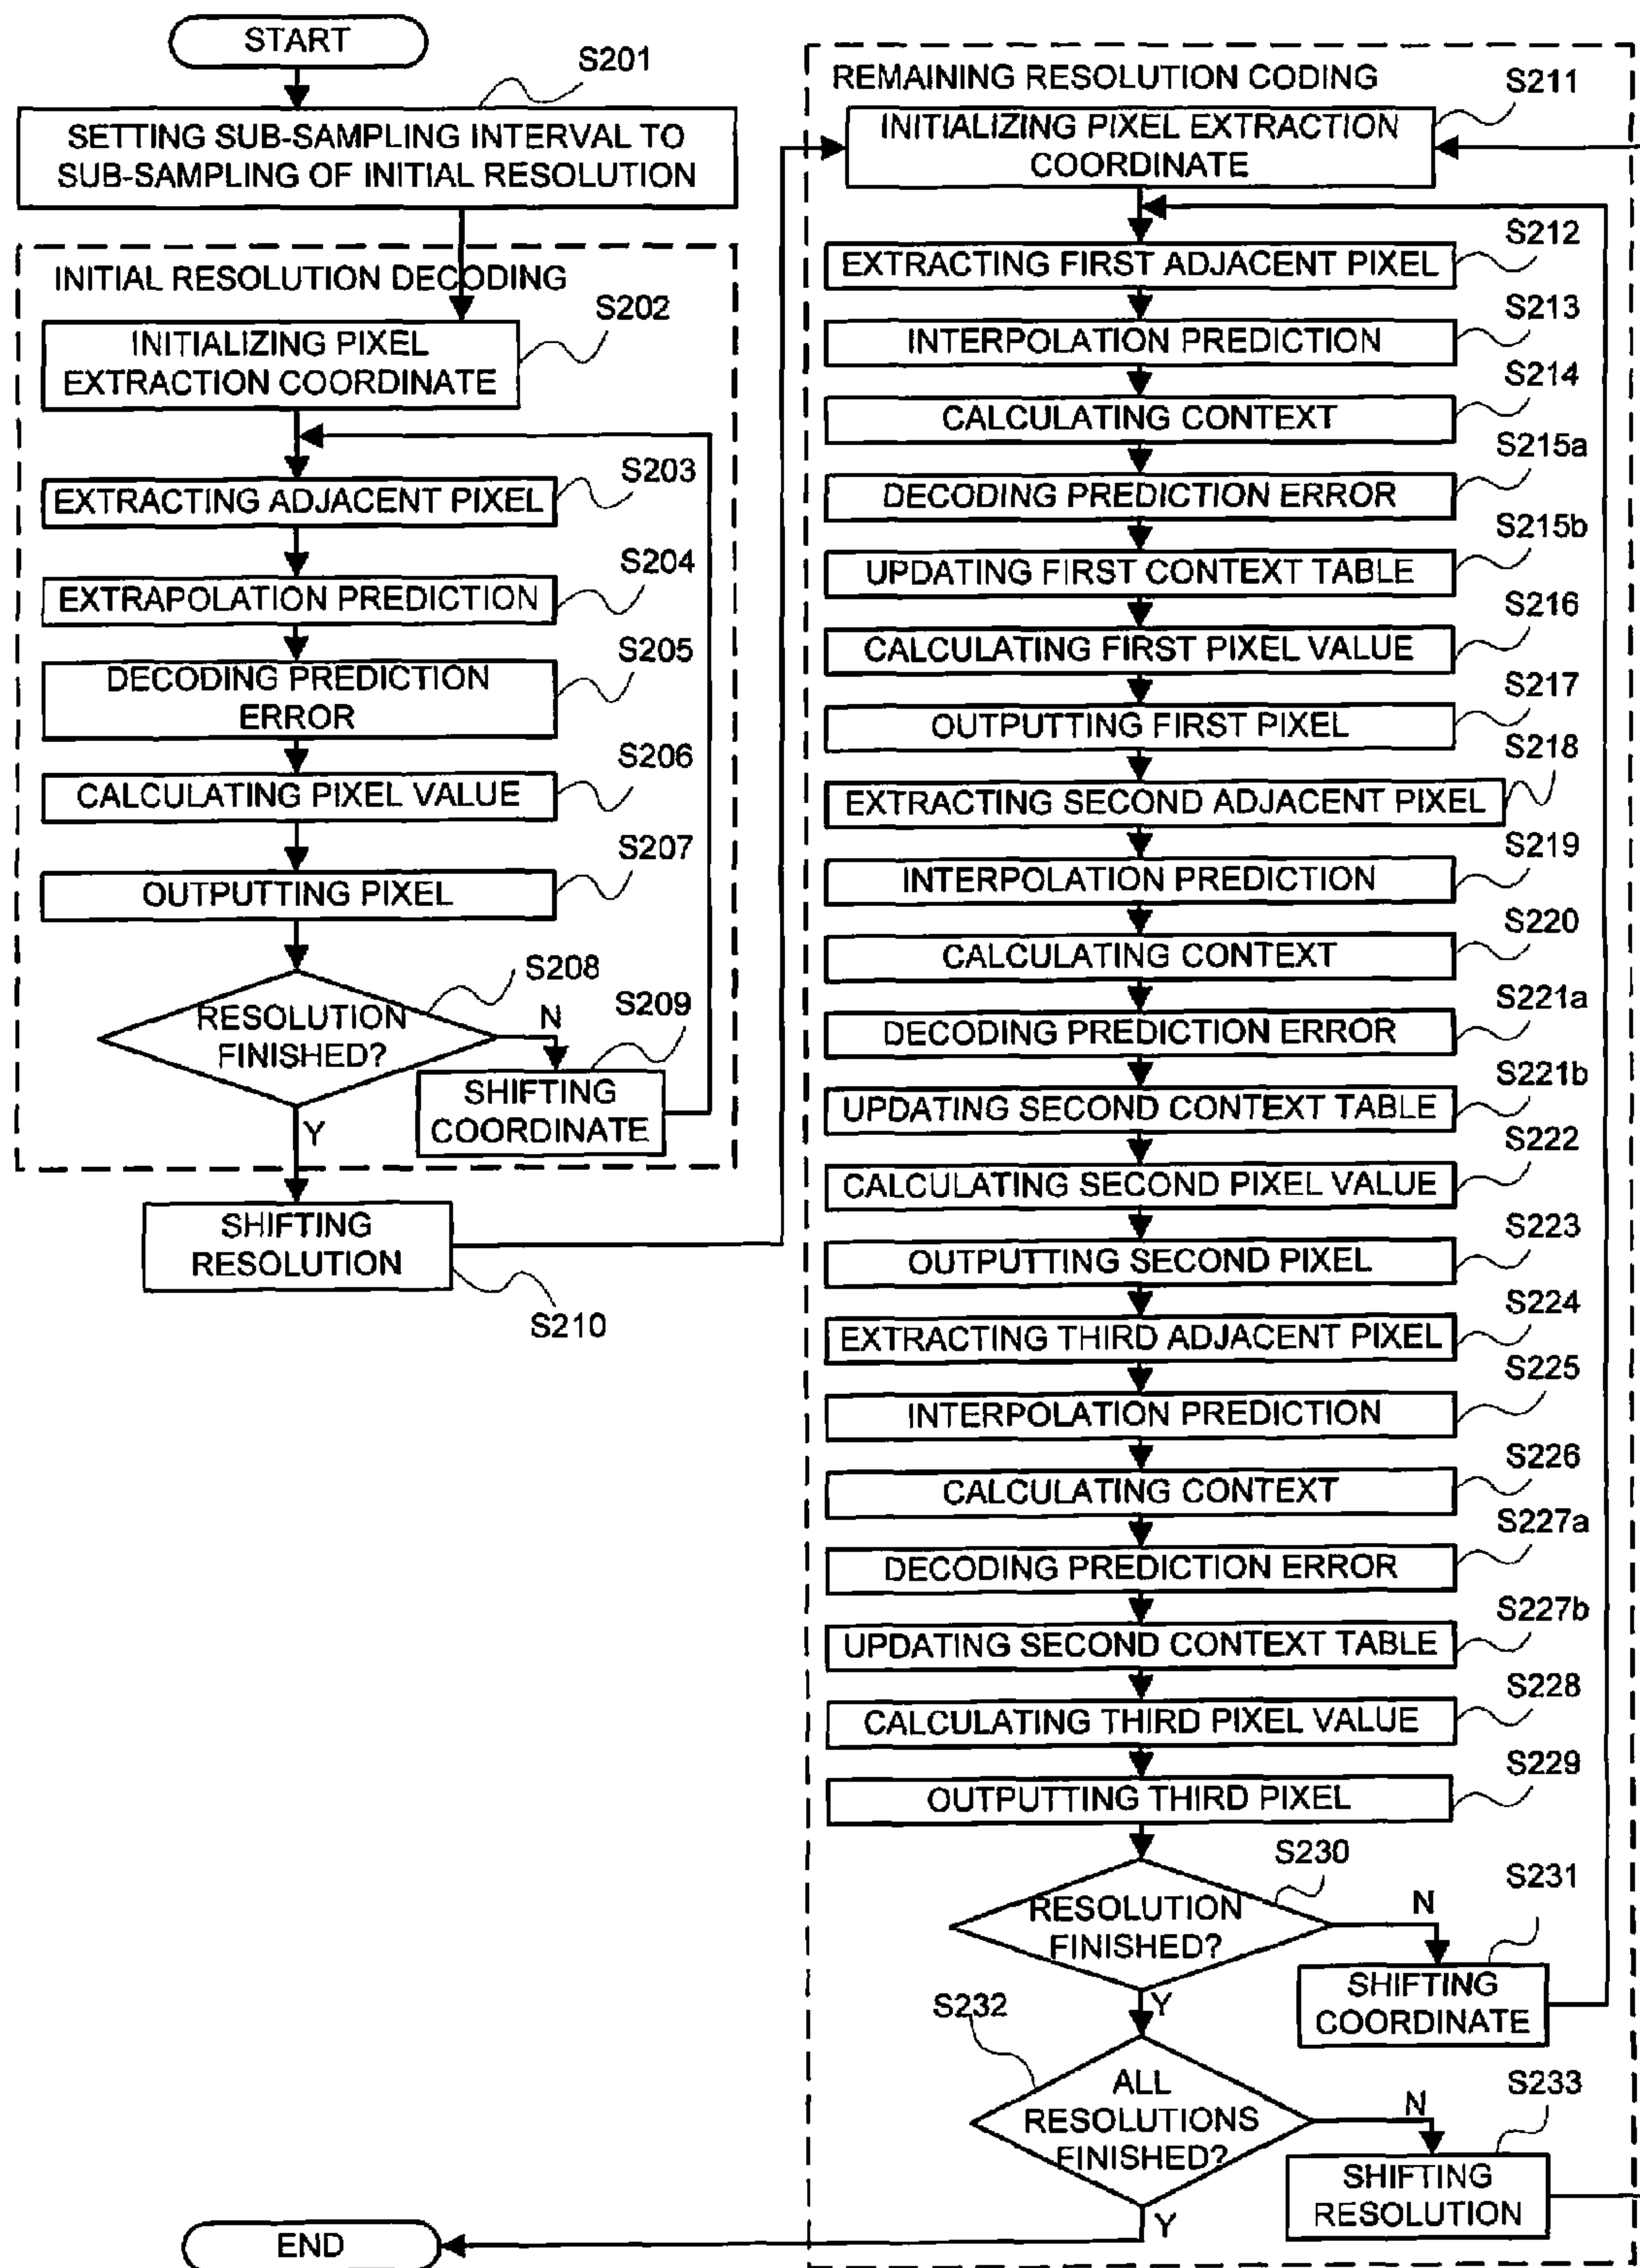 START
S201
SETTING SUB-SAMPLING INTERVAL TO
SUB-SAMPLING OF INITIAL RESOLUTION
INITIAL RESOLUTION DECODING
S202
INITIALIZING PIXEL
EXTRACTION COORDINATE
S203
EXTRACTING ADJACENT PIXEL
S204
EXTRAPOLATION PREDICTION
S205
DECODING PREDICTION
ERROR
S206
CALCULATING PIXEL VALUE
S207
OUTPUTTING PIXEL
S208
RESOLUTION
FINISHED?
N
S209
SHIFTING
COORDINATE
Y
SHIFTING
RESOLUTION
S210
REMAINING RESOLUTION CODING
S211
INITIALIZING PIXEL EXTRACTION
COORDINATE
S212
EXTRACTING FIRST ADJACENT PIXEL
S213
INTERPOLATION PREDICTION
S214
CALCULATING CONTEXT
S215a
DECODING PREDICTION ERROR
S215b
UPDATING FIRST CONTEXT TABLE
S216
CALCULATING FIRST PIXEL VALUE
S217
OUTPUTTING FIRST PIXEL
S218
EXTRACTING SECOND ADJACENT PIXEL
S219
INTERPOLATION PREDICTION
S220
CALCULATING CONTEXT
S221a
DECODING PREDICTION ERROR
S221b
UPDATING SECOND CONTEXT TABLE
S222
CALCULATING SECOND PIXEL VALUE
S223
OUTPUTTING SECOND PIXEL
S224
EXTRACTING THIRD ADJACENT PIXEL
S225
INTERPOLATION PREDICTION
S226
CALCULATING CONTEXT
S227a
DECODING PREDICTION ERROR
S227b
UPDATING SECOND CONTEXT TABLE
S228
CALCULATING THIRD PIXEL VALUE
S229
OUTPUTTING THIRD PIXEL
S230
RESOLUTION
FINISHED?
N
S231
SHIFTING
COORDINATE
Y
S232
ALL
RESOLUTIONS
FINISHED?
N
S233
SHIFTING
RESOLUTION
Y
END